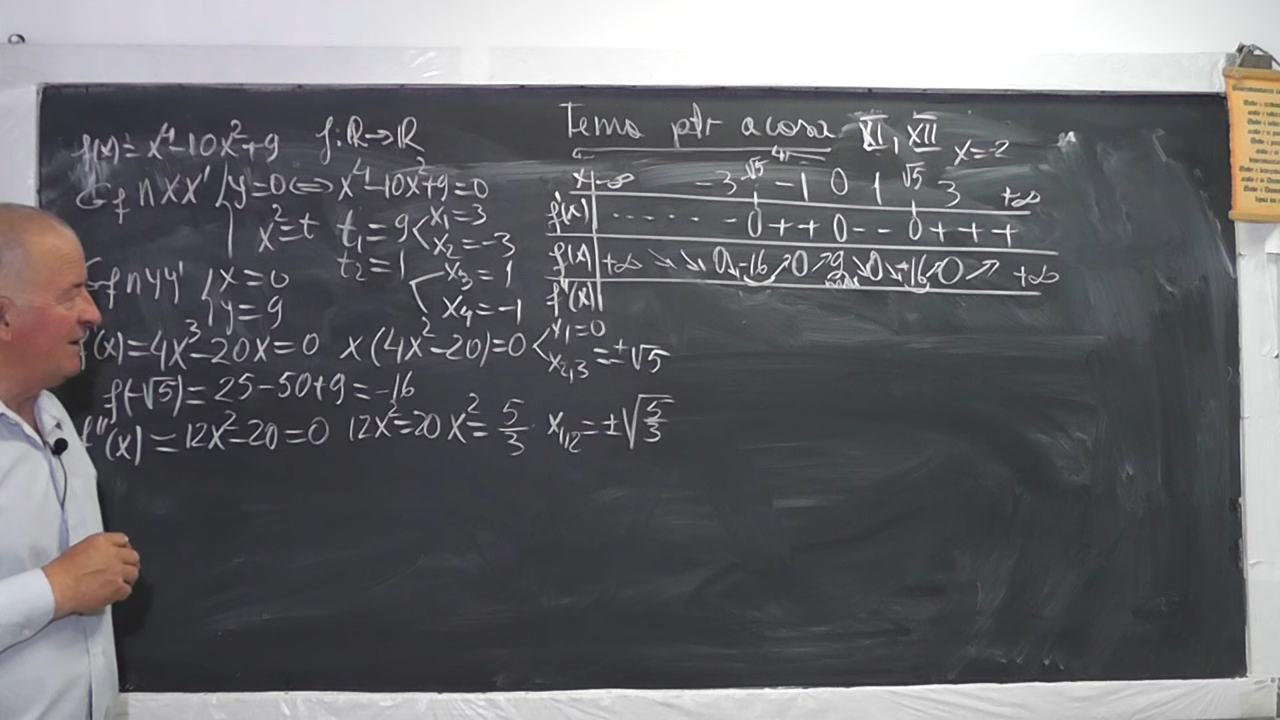 f(x)=x⁴-10x²+9   f:R→R
Gf∩XX' y=0⇔x⁴-10x²+9=0
x²=t t₁=9 x₁=3
x₂=-3
t₂=1 x₃=1
x₄=-1
Gf∩yy' x=0
y=9
f'(x)=4x³-20x=0 x(4x²-20)=0 x₁=0
x₂,₃=±√5
f(-√5)=25-50+9=-16
f''(x)=12x²-20=0 12x²=20 x²=5/3 x₁,₂=±√5/3
Tema ptr acasa XI, XII x=2
x -∞ -3 -√5 -1 0 1 √5 3 +∞
f'(x) - - - - - - - 0 + + 0 - - 0 + + +
f(x) +∞ ↘ ↘ ↘ 0 ↘ -16 ↗ 0 ↗ 9 ↘ 0 ↘ -16 ↗ 0 ↗ +∞
f''(x)